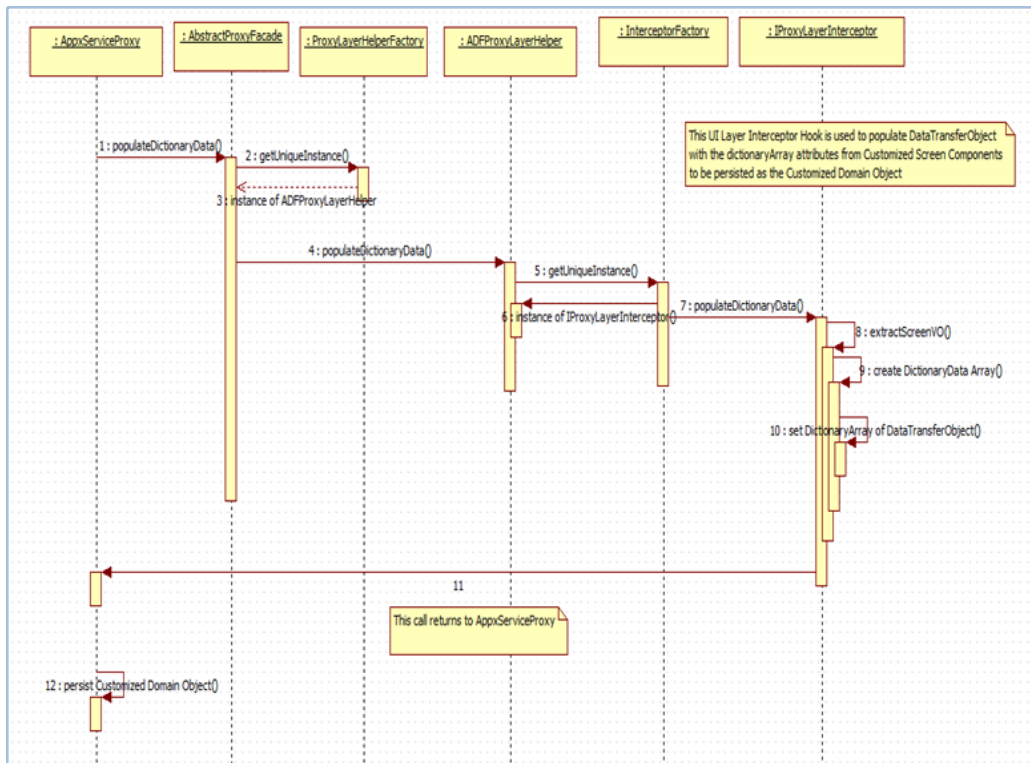 : AppxServiceProxy
: AbstractProxyFacade
: ProxyLayerHelperFactory
: ADFProxyLayerHelper
: InterceptorFactory
: IProxyLayerInterceptor
This UI Layer Interceptor Hook is used to populate DataTransferObject
with the dictionaryArray attributes from Customized Screen Components
to be persisted as the Customized Domain Object
1 : populateDictionaryData()
2 : getUniqueInstance()
3 : instance of ADFProxyLayerHelper
4 : populateDictionaryData()
5 : getUniqueInstance()
6 : instance of IProxyLayerInterceptor()
7 : populateDictionaryData()
8 : extractScreenVO()
9 : create DictionaryData Array()
10 : set DictionaryArray of DataTransferObject()
11
This call returns to AppxServiceProxy
12 : persist Customized Domain Object()